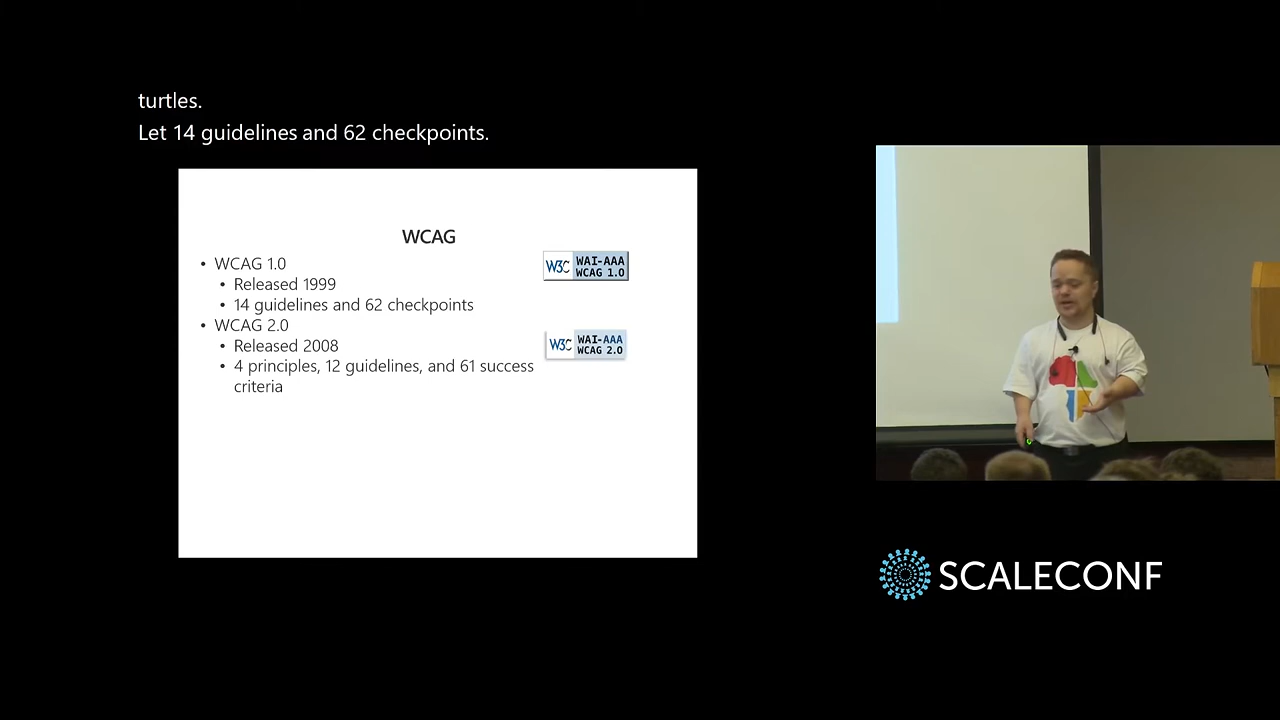 turtles.
Let 14 guidelines and 62 checkpoints.
WCAG
• WCAG 1.0
• Released 1999
• 14 guidelines and 62 checkpoints
• WCAG 2.0
• Released 2008
• 4 principles, 12 guidelines, and 61 success
criteria
W3C WAI-AAA
WCAG 1.0
W3C WAI-AAA
WCAG 2.0
SCALECONF